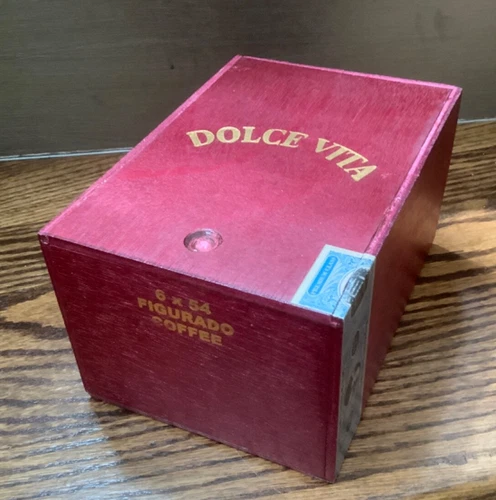 DOLCE VITA
6 x 54
FIGURADO
COFFEE